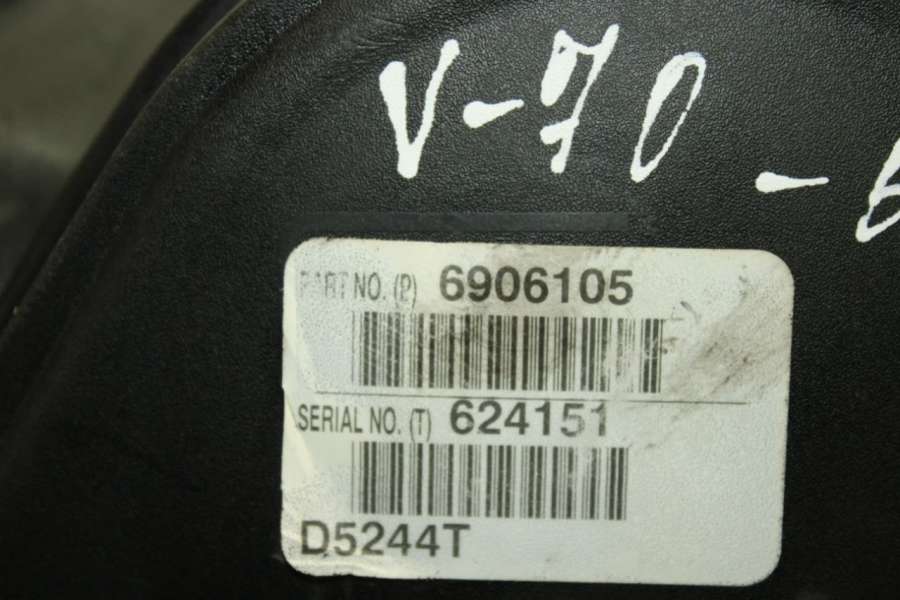 V-70 -
PART NO. (P) 6906105
SERIAL NO. (T) 624151
D5244T